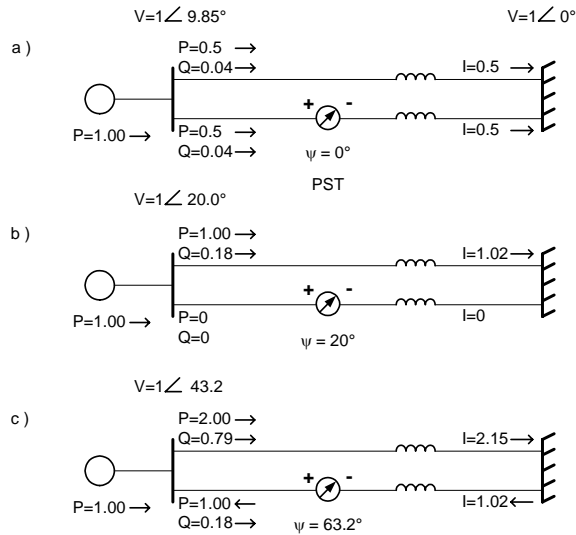 V=1∠ 9.85°
V=1∠ 0°
a )
P=0.5 →
Q=0.04→
I=0.5 →
+ -
P=1.00→
P=0.5 →
Q=0.04→
ψ = 0°
I=0.5 →
PST
V=1∠ 20.0°
b )
P=1.00→
Q=0.18→
I=1.02→
+ -
P=1.00 →
P=0
Q=0
ψ = 20°
I=0
V=1∠ 43.2
c )
P=2.00→
Q=0.79→
I=2.15→
+ -
P=1.00 →
P=1.00←
Q=0.18→
ψ = 63.2°
I=1.02←